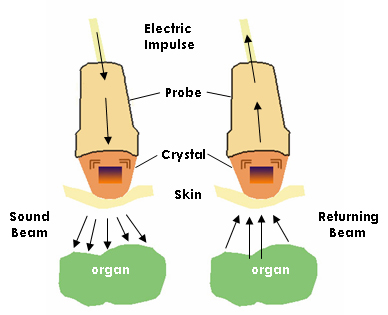 Electric
Impulse
Probe
Crystal
Skin
Sound
Beam
Returning
Beam
organ
organ